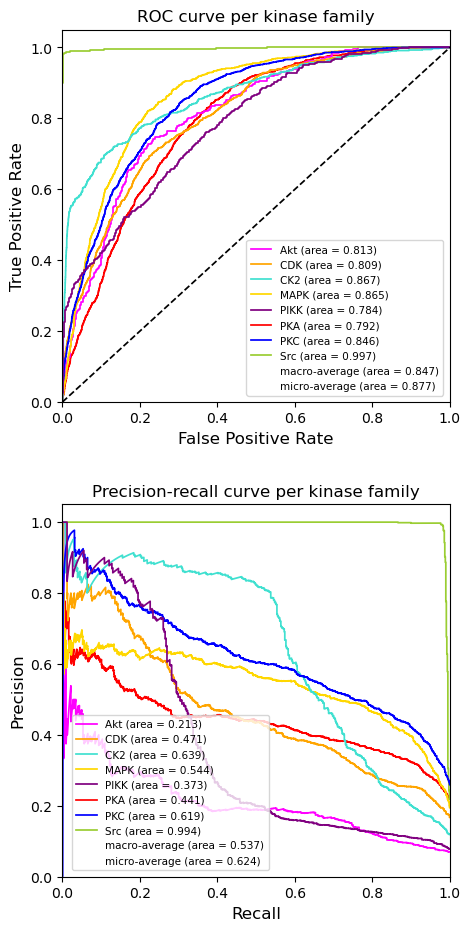 ROC curve per kinase family
1.0
0.8
0.6
0.4
0.2
0.0
True Positive Rate
Akt (area = 0.813)
CDK (area = 0.809)
CK2 (area = 0.867)
MAPK (area = 0.865)
PIKK (area = 0.784)
PKA (area = 0.792)
PKC (area = 0.846)
Src (area = 0.997)
macro-average (area = 0.847)
micro-average (area = 0.877)
0.0 0.2 0.4 0.6 0.8 1.0
False Positive Rate
Precision-recall curve per kinase family
1.0
0.8
0.6
0.4
0.2
0.0
Precision
Akt (area = 0.213)
CDK (area = 0.471)
CK2 (area = 0.639)
MAPK (area = 0.544)
PIKK (area = 0.373)
PKA (area = 0.441)
PKC (area = 0.619)
Src (area = 0.994)
macro-average (area = 0.537)
micro-average (area = 0.624)
0.0 0.2 0.4 0.6 0.8 1.0
Recall